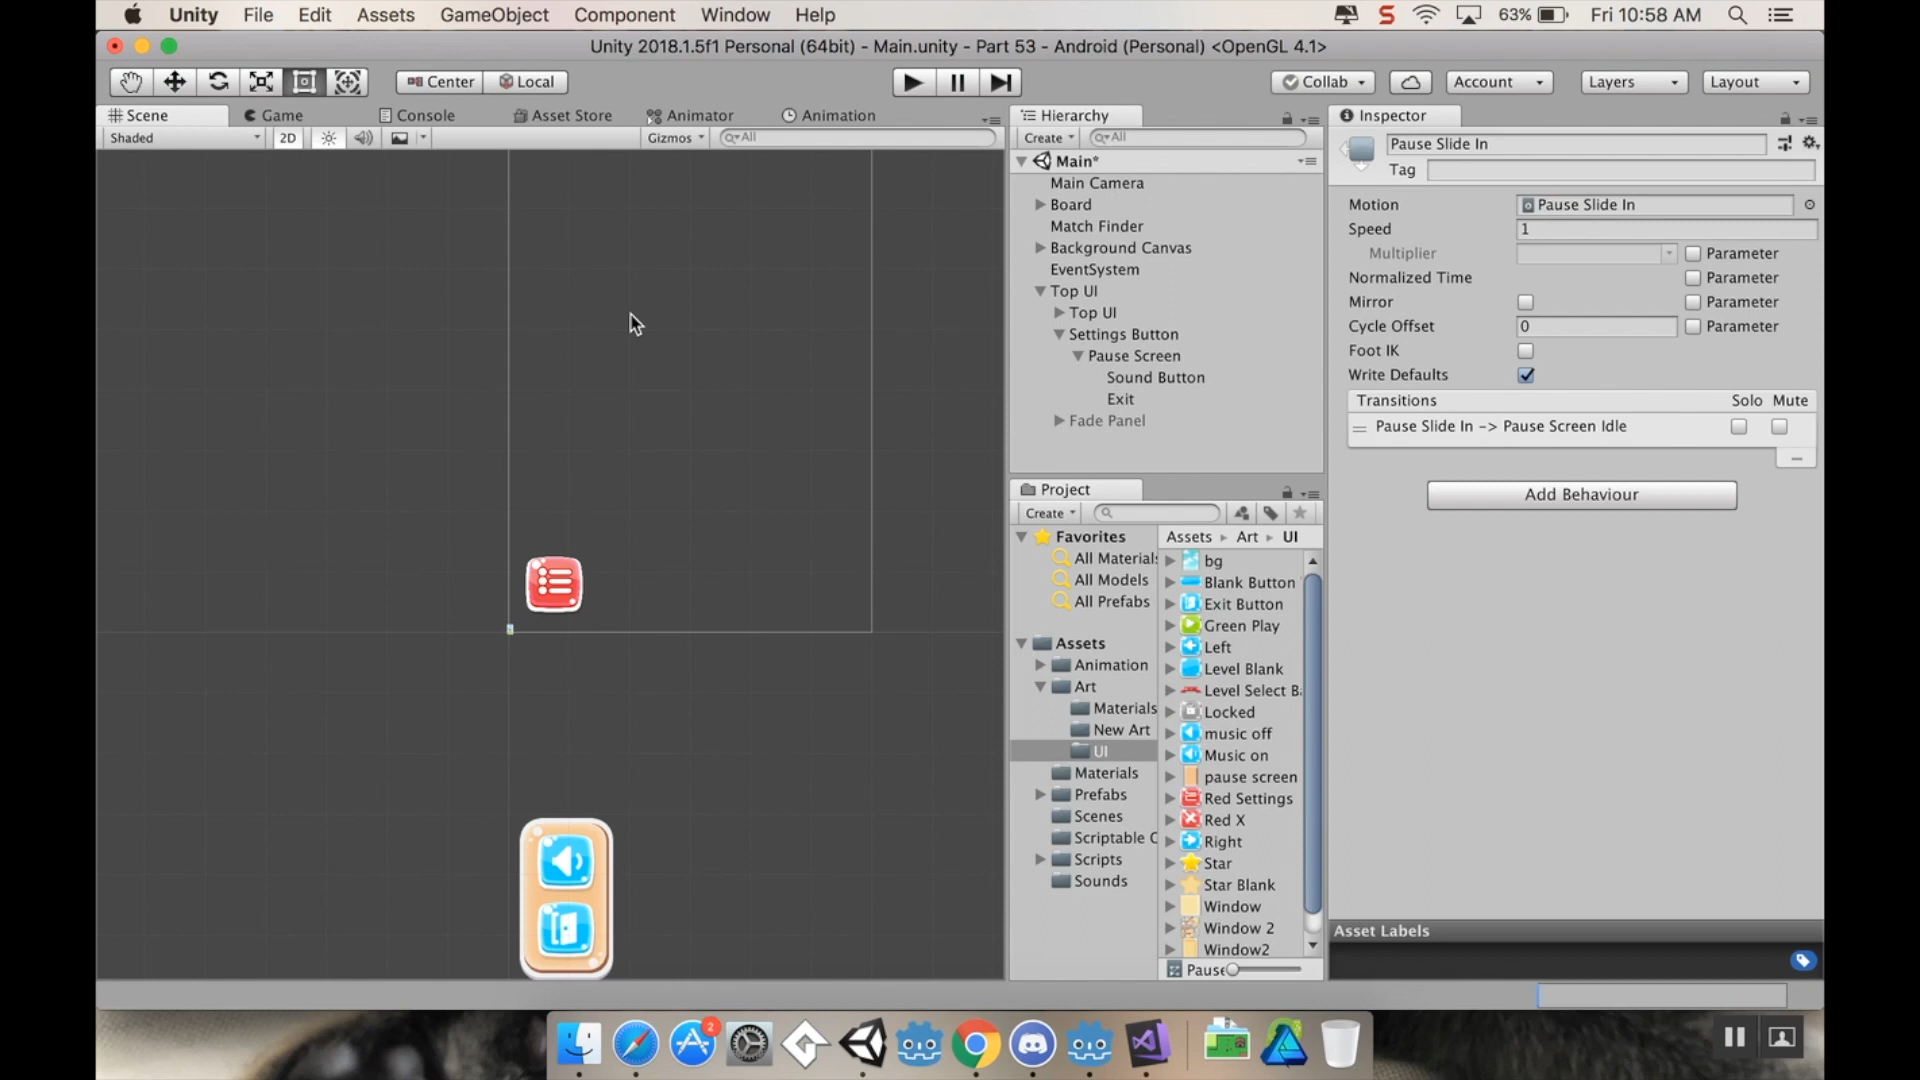 Unity File Edit Assets GameObject Component Window Help
S 63% Fri 10:58 AM
Unity 2018.1.5f1 Personal (64bit) - Main.unity - Part 53 - Android (Personal) <OpenGL 4.1>
Center Local
Collab Account Layers Layout
Scene Game Console Asset Store Animator Animation
Shaded 2D Gizmos All
Hierarchy
Create All
Main*
Main Camera
Board
Match Finder
Background Canvas
EventSystem
Top UI
Top UI
Settings Button
Pause Screen
Sound Button
Exit
Fade Panel
Project
Create
Favorites
All Material
All Models
All Prefabs
Assets
Animation
Art
Materials
New Art
UI
Materials
Prefabs
Scenes
Scriptable
Scripts
Sounds
Assets Art UI
bg
Blank Button
Exit Button
Green Play
Left
Level Blank
Level Select B
Locked
music off
Music on
pause screen
Red Settings
Red X
Right
Star
Star Blank
Window
Window 2
Window2
Pause
Inspector
Pause Slide In
Tag
Motion Pause Slide In
Speed 1
Multiplier Parameter
Normalized Time Parameter
Mirror Parameter
Cycle Offset 0 Parameter
Foot IK
Write Defaults
Transitions Solo Mute
Pause Slide In -> Pause Screen Idle
Add Behaviour
Asset Labels
2